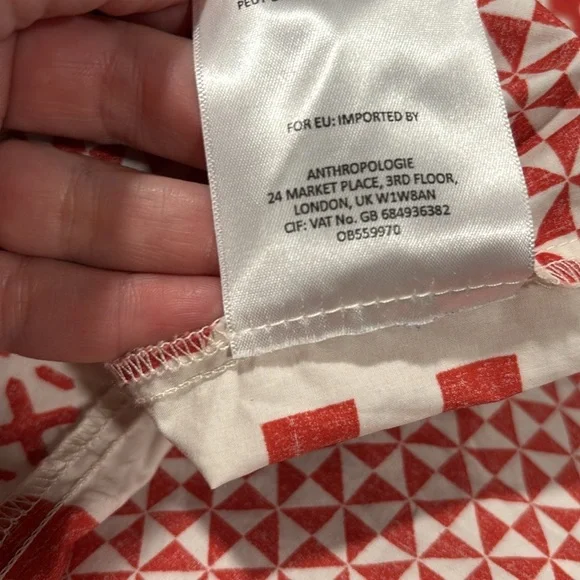 FOR EU: IMPORTED BY
ANTHROPOLOGIE
24 MARKET PLACE, 3RD FLOOR,
LONDON, UK W1W8AN
CIF: VAT No. GB 684936382
OB559970